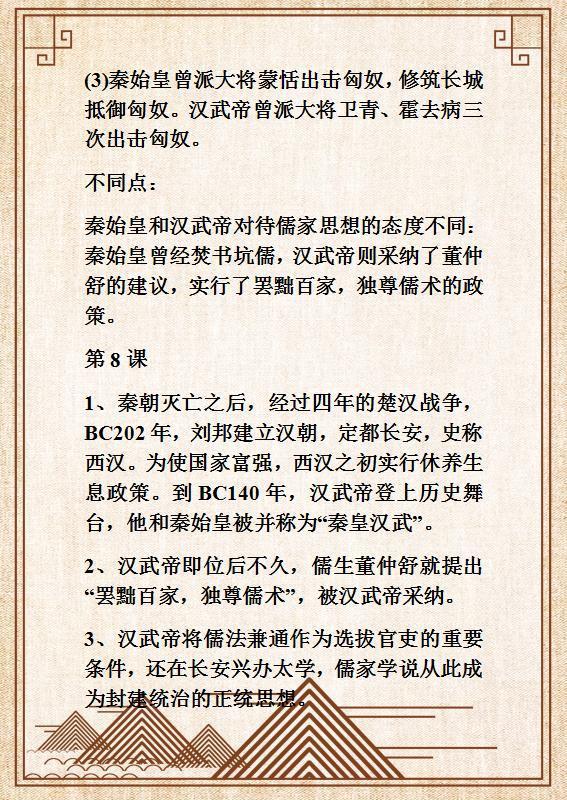 (3)秦始皇曾派大将蒙恬出击匈奴，修筑长城
抵御匈奴。汉武帝曾派大将卫青、霍去病三
次出击匈奴。
不同点：
秦始皇和汉武帝对待儒家思想的态度不同：
秦始皇曾经焚书坑儒，汉武帝则采纳了董仲
舒的建议，实行了罢黜百家，独尊儒术的政
策。
第 8 课
1、秦朝灭亡之后，经过四年的楚汉战争，
BC202 年，刘邦建立汉朝，定都长安，史称
西汉。为使国家富强，西汉之初实行休养生
息政策。到 BC140 年，汉武帝登上历史舞
台，他和秦始皇被并称为“秦皇汉武”。
2、汉武帝即位后不久，儒生董仲舒就提出
“罢黜百家，独尊儒术”，被汉武帝采纳。
3、汉武帝将儒法兼通作为选拔官吏的重要
条件，还在长安兴办太学，儒家学说从此成
为封建统治的正统思想。